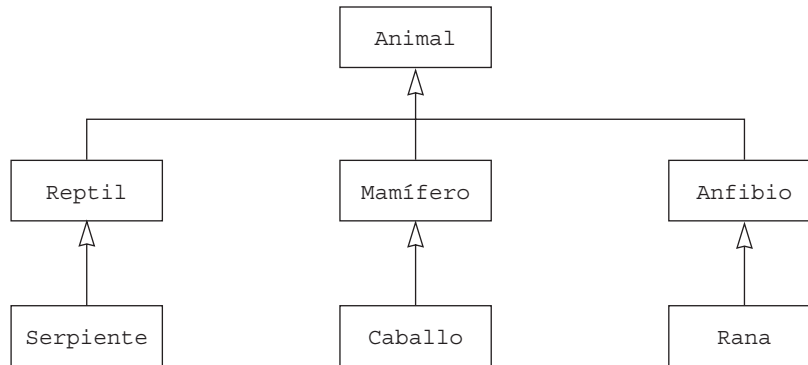 Animal
Reptil
Mamífero
Anfibio
Serpiente
Caballo
Rana